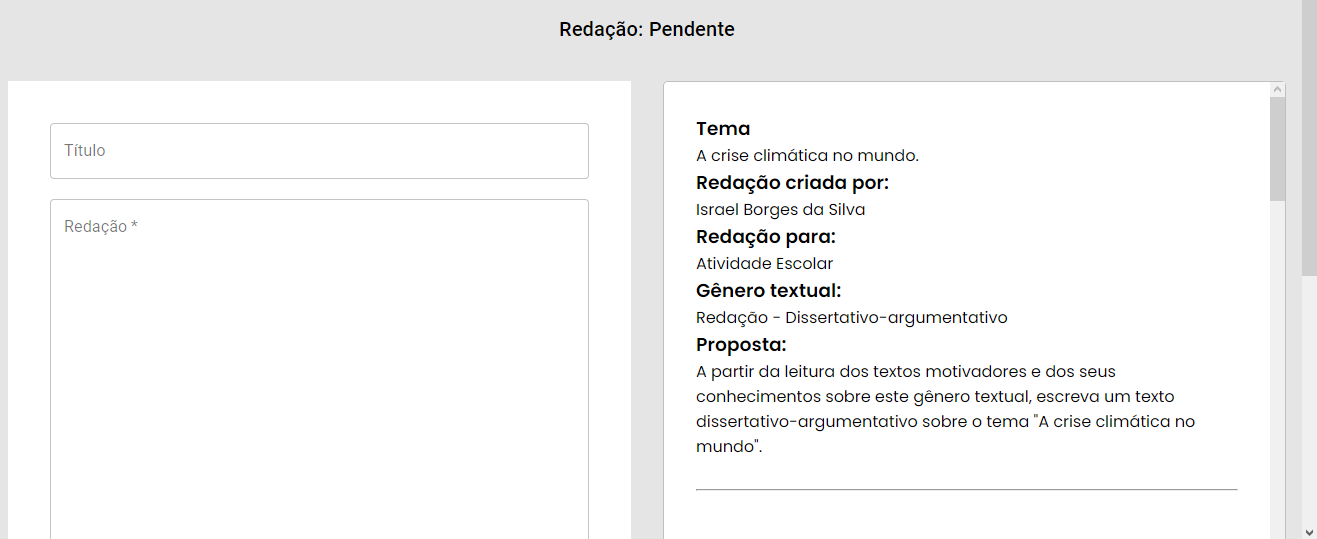 Redação: Pendente
Título
Redação *
Tema
A crise climática no mundo.
Redação criada por:
Israel Borges da Silva
Redação para:
Atividade Escolar
Gênero textual:
Redação - Dissertativo-argumentativo
Proposta:
A partir da leitura dos textos motivadores e dos seus
conhecimentos sobre este gênero textual, escreva um texto
dissertativo-argumentativo sobre o tema "A crise climática no
mundo".